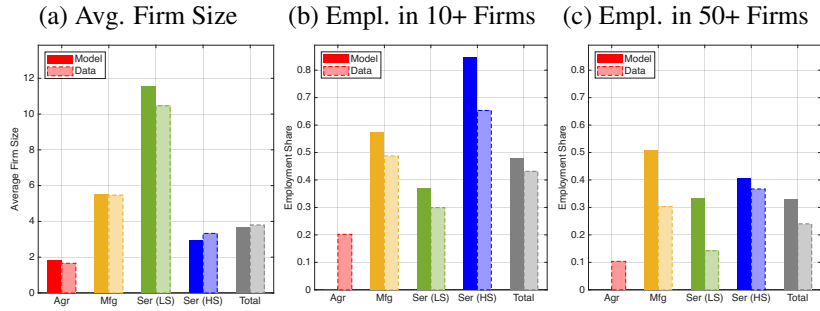 (a) Avg. Firm Size
(b) Empl. in 10+ Firms
(c) Empl. in 50+ Firms
Average Firm Size
12
10
8
6
4
2
0
Model
Data
Agr
Mfg
Ser (LS)
Ser (HS)
Total
Employment Share
0.8
0.7
0.6
0.5
0.4
0.3
0.2
0.1
0
Model
Data
Agr
Mfg
Ser (LS)
Ser (HS)
Total
Employment Share
0.8
0.7
0.6
0.5
0.4
0.3
0.2
0.1
0
Model
Data
Agr
Mfg
Ser (LS)
Ser (HS)
Total